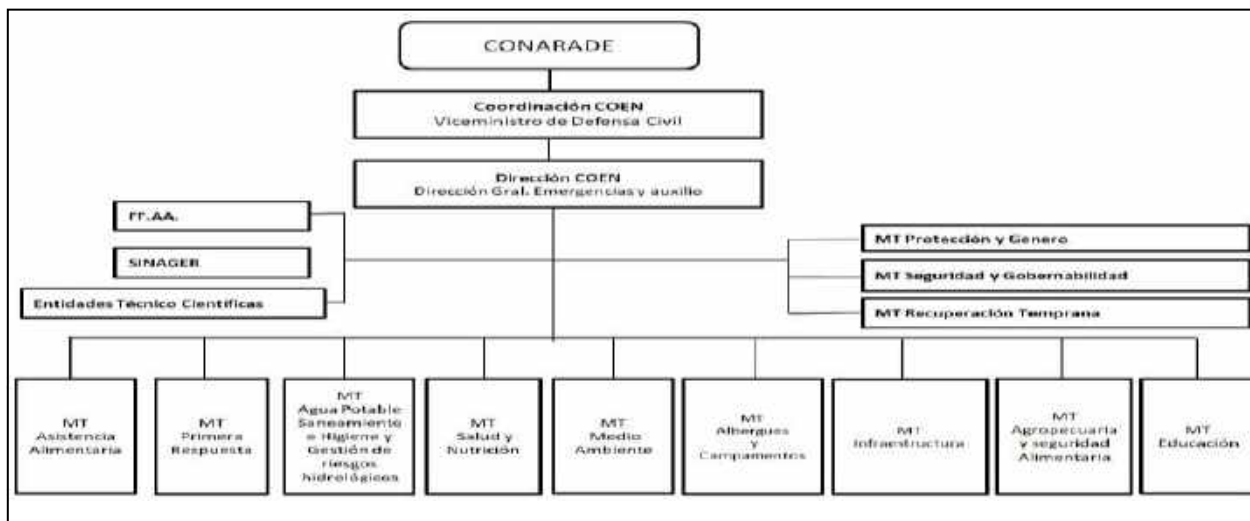 CONARADE
Coordinación COEN
Viceministro de Defensa Civil
Dirección COEN
Dirección Gral. Emergencias y auxilio
FF.AA.
SINAGER
Entidades Técnico Científicas
MT Protección y Genero
MT Seguridad y Gobernabilidad
MT Recuperación Temprana
MT
Asistencia
Alimentaria
MT
Primera
Respuesta
MT
Agua Potable
Saneamiento
e Higiene y
Gestión de
riesgos
hidrológicos
MT
Salud y
Nutrición
MT
Medio
Ambiente
MT
Albergues
y
Campamentos
MT
Infraestructura
MT
Agropecuaria
y seguridad
Alimentaria
MT
Educación